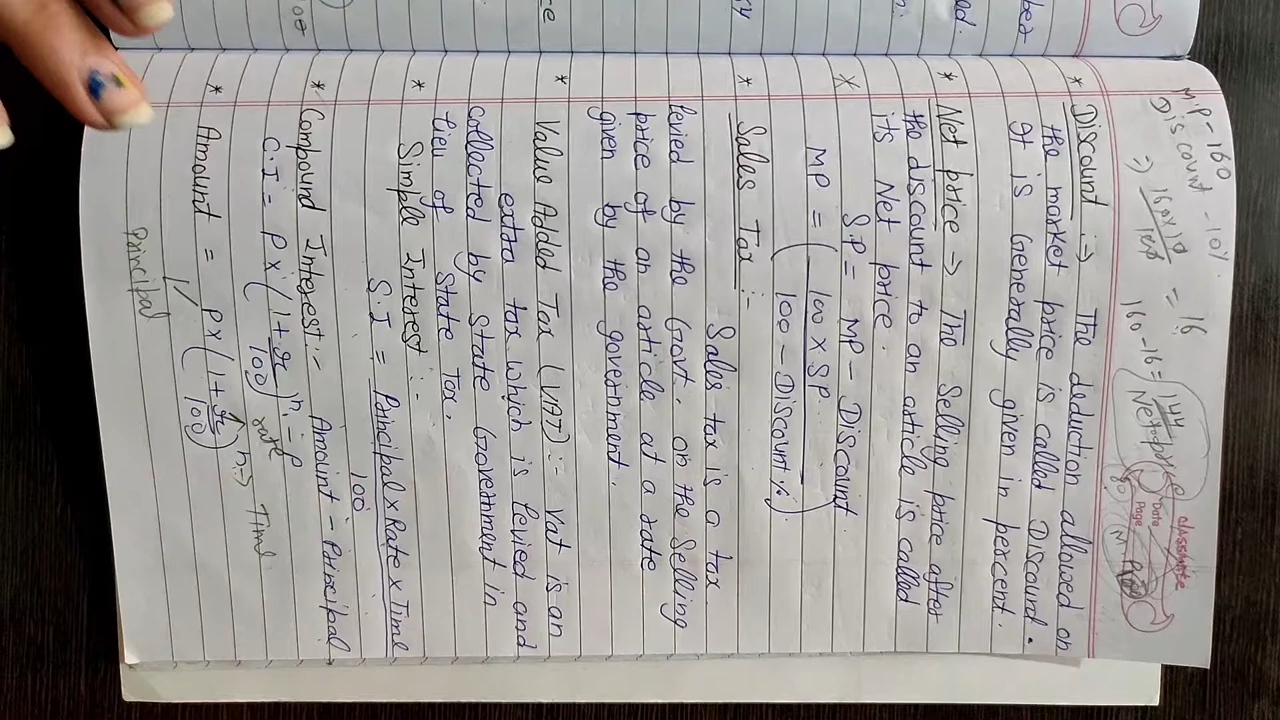 M.P - 160
Discount - 10%.
=) 160 x 10 / 100 = 16
160 - 16 = 144
Net price
classmate
Date
Page
* Discount :-> The deduction allowed on
the market price is called Discount.
It is Generally given in percent.
* Net price -> The Selling price after
the discount to an article is called
its Net price.
* S.P = MP - Discount.
MP = ( 100 x SP / 100 - Discount % )
* Sales Tax :-
Sales tax is a tax
levied by the Govt. on the Selling
price of an article at a rate
given by the government.
* Value Added Tax (VAT) :- Vat is an
extra tax which is levied and
collected by State Government in
lieu of State Tax.
* Simple Interest :-
S.I = Principal x Rate x Time / 100
* Compound Interest :- Amount - Principal
C.I = P x ( 1 + r / 100 ) n - P
rate
* Amount = P x ( 1 + r / 100 ) n -> Time
Principal